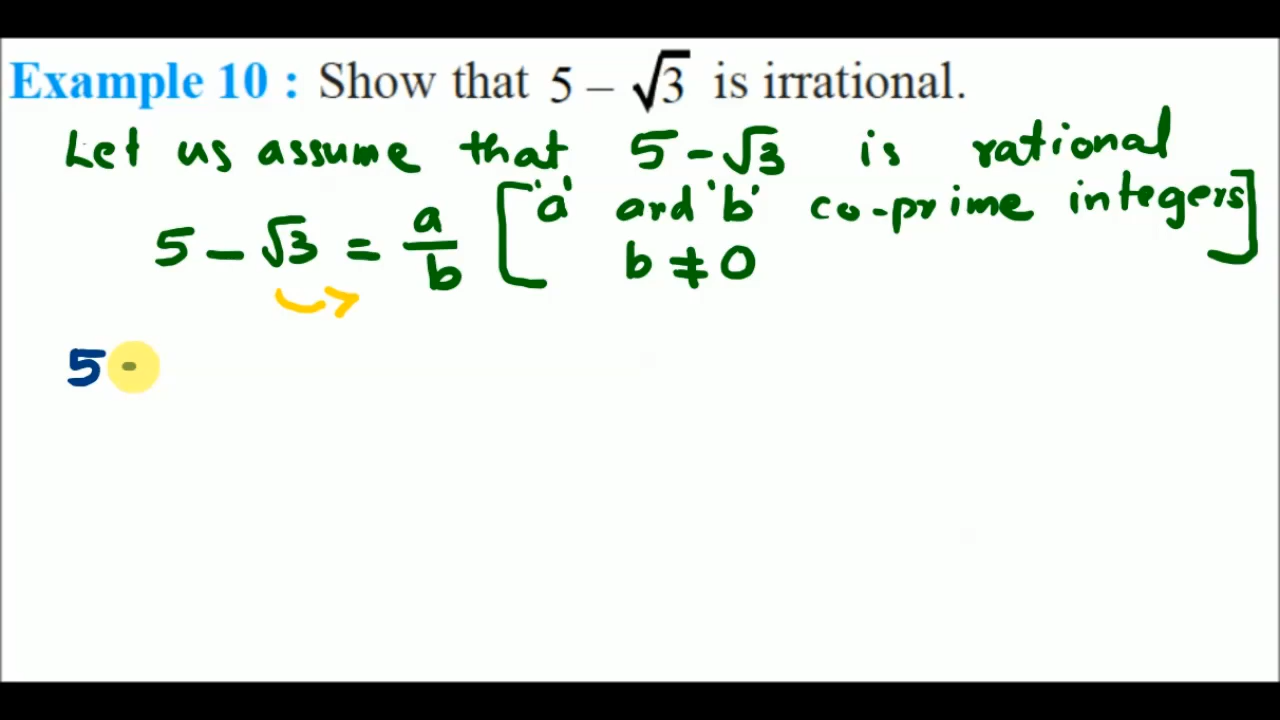 Example 10 : Show that 5 – √3 is irrational.
Let us assume that 5 - √3 is rational
5 - √3 = a/b ['a' and 'b' co-prime integers
b ≠ 0]
5 -